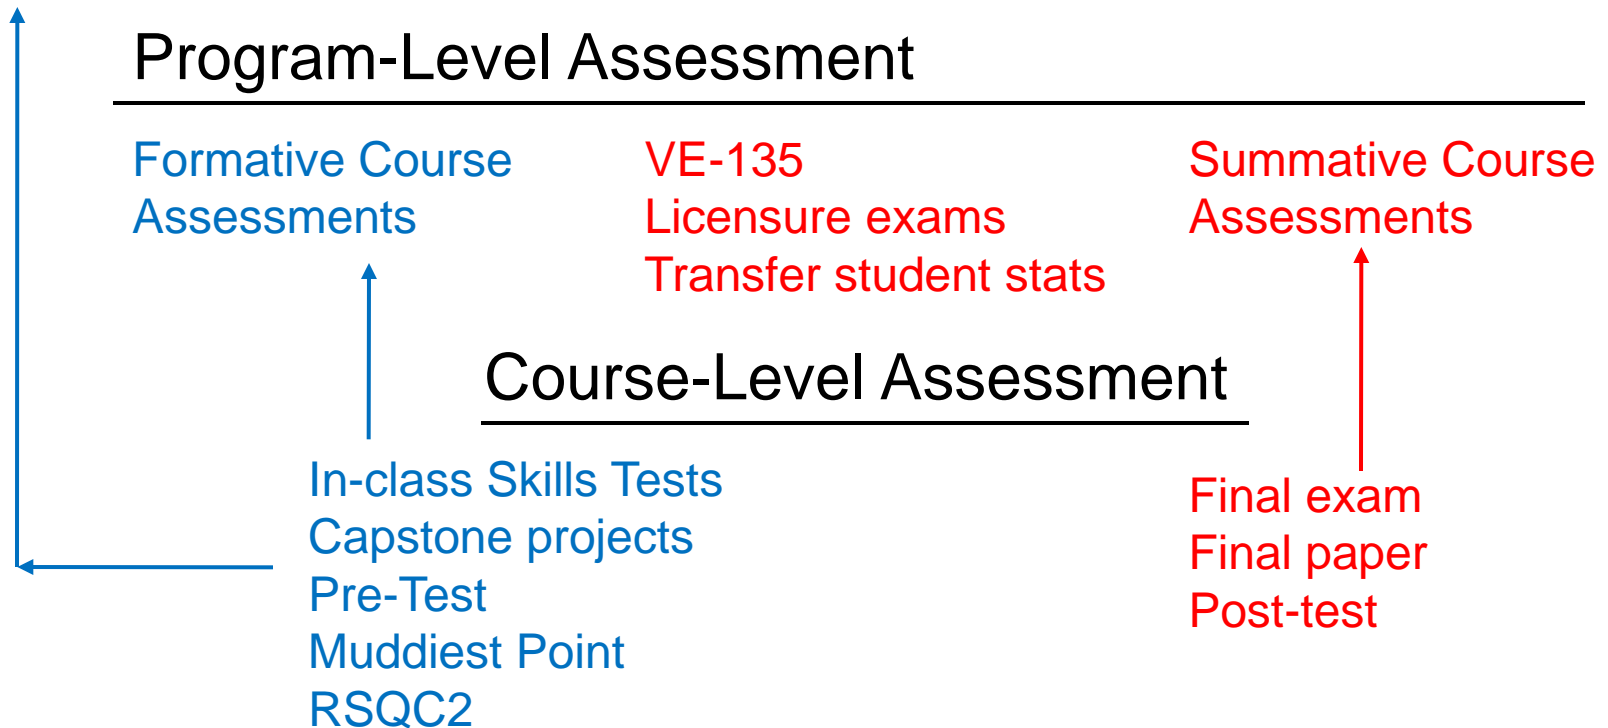 Program-Level Assessment
Formative Course
Assessments
VE-135
Licensure exams
Transfer student stats
Summative Course
Assessments
Course-Level Assessment
In-class Skills Tests
Capstone projects
Pre-Test
Muddiest Point
RSQC2
Final exam
Final paper
Post-test